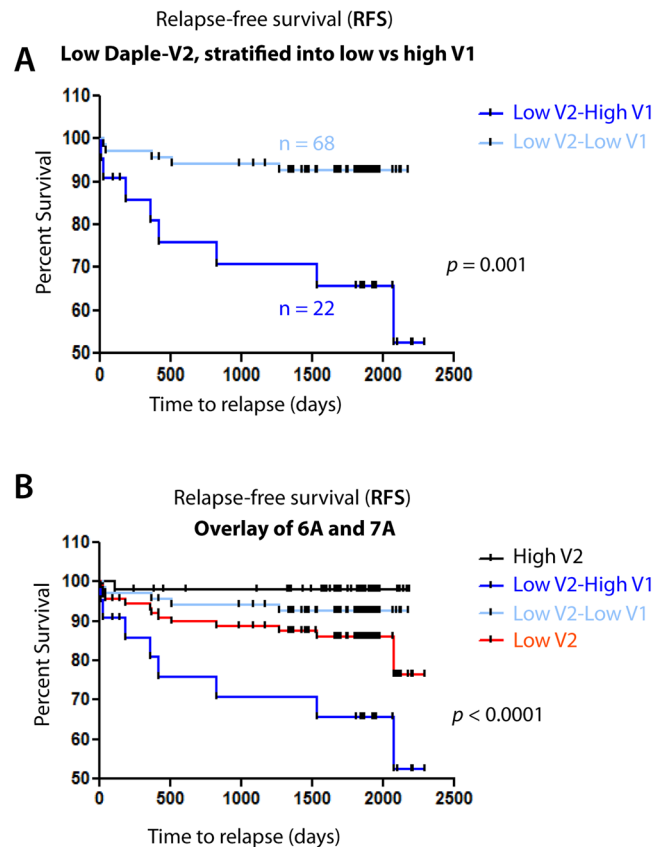 Relapse-free survival (RFS)
A
Low Daple-V2, stratified into low vs high V1
110
100
90
80
70
60
50
0
500
1000
1500
2000
2500
Percent Survival
Time to relapse (days)
n = 68
n = 22
Low V2-High V1
Low V2-Low V1
p = 0.001
B
Relapse-free survival (RFS)
Overlay of 6A and 7A
110
100
90
80
70
60
50
0
500
1000
1500
2000
2500
Percent Survival
Time to relapse (days)
High V2
Low V2-High V1
Low V2-Low V1
Low V2
p < 0.0001